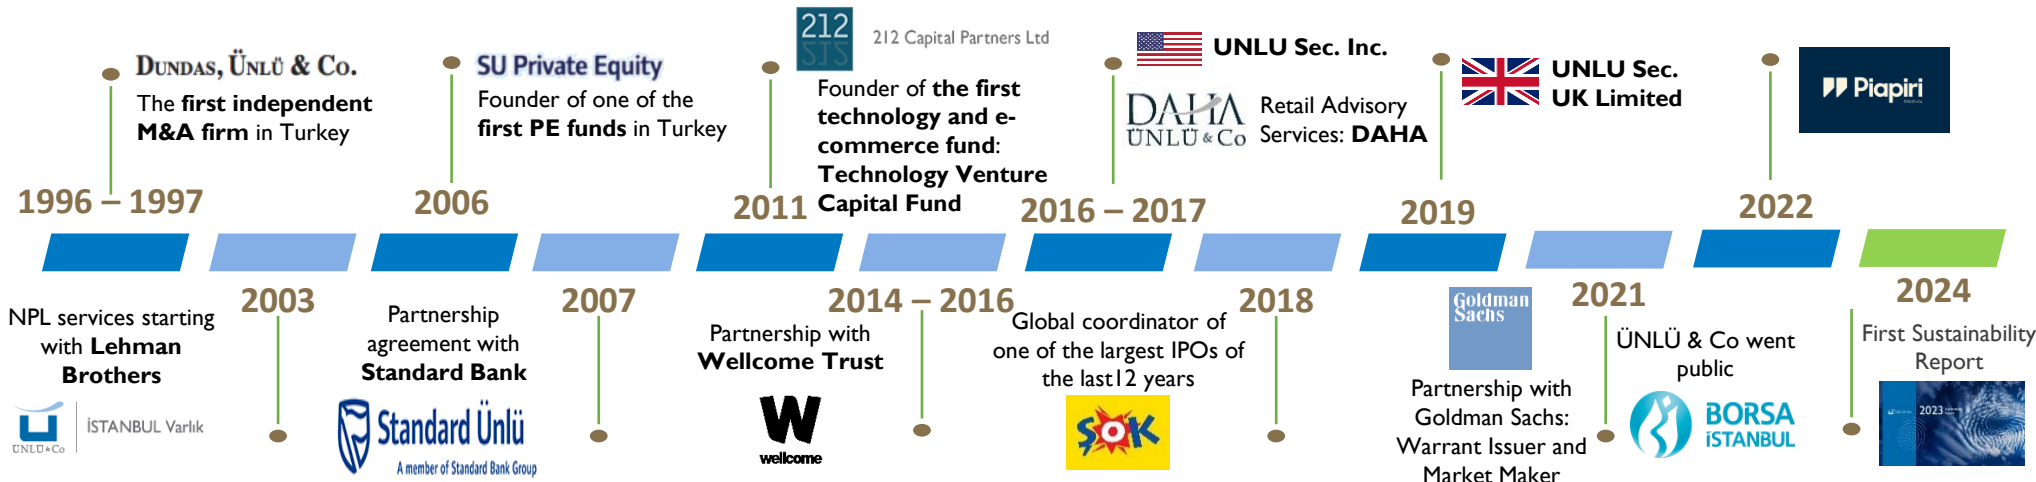 DUNDAS, ÜNLÜ & CO.
The first independent
M&A firm in Turkey
1996 – 1997
SU Private Equity
Founder of one of the
first PE funds in Turkey
2006
212
212 Capital Partners Ltd
Founder of the first
technology and e-
commerce fund:
Technology Venture
Capital Fund
2011
UNLU Sec. Inc.
DAHA
ÜNLÜ & Co
Retail Advisory
Services: DAHA
2016 – 2017
UNLU Sec.
UK Limited
2019
Piapiri
2022
NPL services starting
with Lehman
Brothers
ÜNLÜ & Co
İSTANBUL Varlık
2003
Partnership
agreement with
Standard Bank
Standard Ünlü
A member of Standard Bank Group
2007
Partnership with
Wellcome Trust
W
wellcome
2014 – 2016
Global coordinator of
one of the largest IPOs of
the last12 years
ŞOK
2018
Goldman
Sachs
Partnership with
Goldman Sachs:
Warrant Issuer and
Market Maker
2021
ÜNLÜ & Co went
public
BORSA
İSTANBUL
2024
First Sustainability
Report
2023